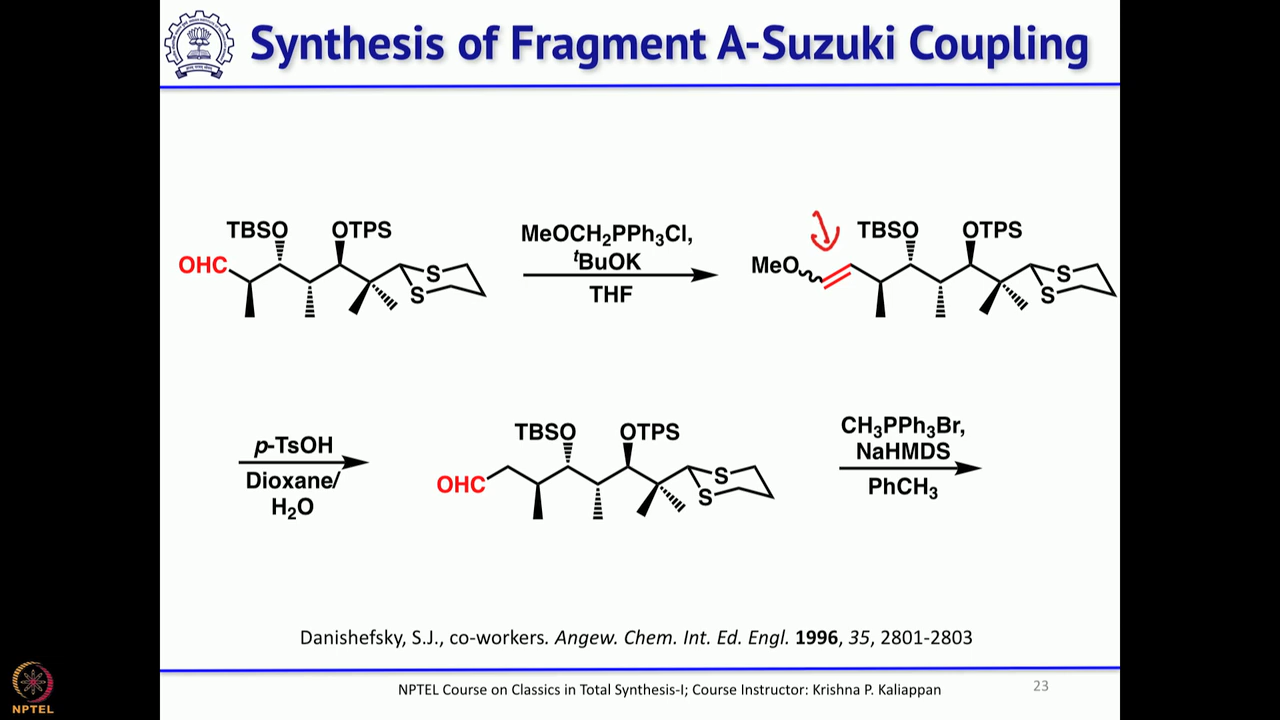 Synthesis of Fragment A-Suzuki Coupling
TBSO OTPS
OHC
S
S
MeOCH2PPh3Cl,
tBuOK
THF
TBSO OTPS
MeO
S
S
p-TsOH
Dioxane/
H2O
TBSO OTPS
OHC
S
S
CH3PPh3Br,
NaHMDS
PhCH3
Danishefsky, S.J., co-workers. Angew. Chem. Int. Ed. Engl. 1996, 35, 2801-2803
NPTEL Course on Classics in Total Synthesis-I; Course Instructor: Krishna P. Kaliappan
23
NPTEL